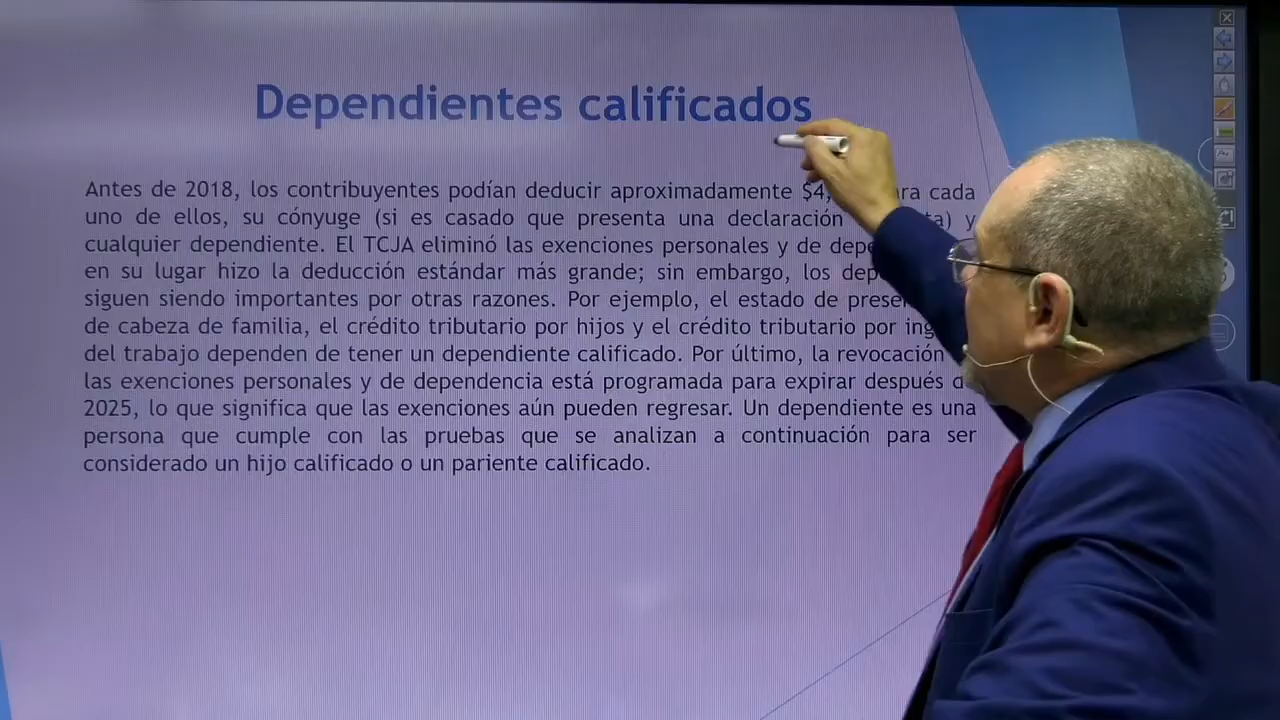 Dependientes calificados
Antes de 2018, los contribuyentes podían deducir aproximadamente $4, cada
uno de ellos, su cónyuge (si es casado que presenta una declaración y
cualquier dependiente. El TCJA eliminó las exenciones personales y de
en su lugar hizo la deducción estándar más grande; sin embargo, los
siguen siendo importantes por otras razones. Por ejemplo, el estado de
de cabeza de familia, el crédito tributario por hijos y el crédito tributario por
del trabajo dependen de tener un dependiente calificado. Por último, la revocación
las exenciones personales y de dependencia está programada para expirar después
2025, lo que significa que las exenciones aún pueden regresar. Un dependiente es una
persona que cumple con las pruebas que se analizan a continuación para ser
considerado un hijo calificado o un pariente calificado.